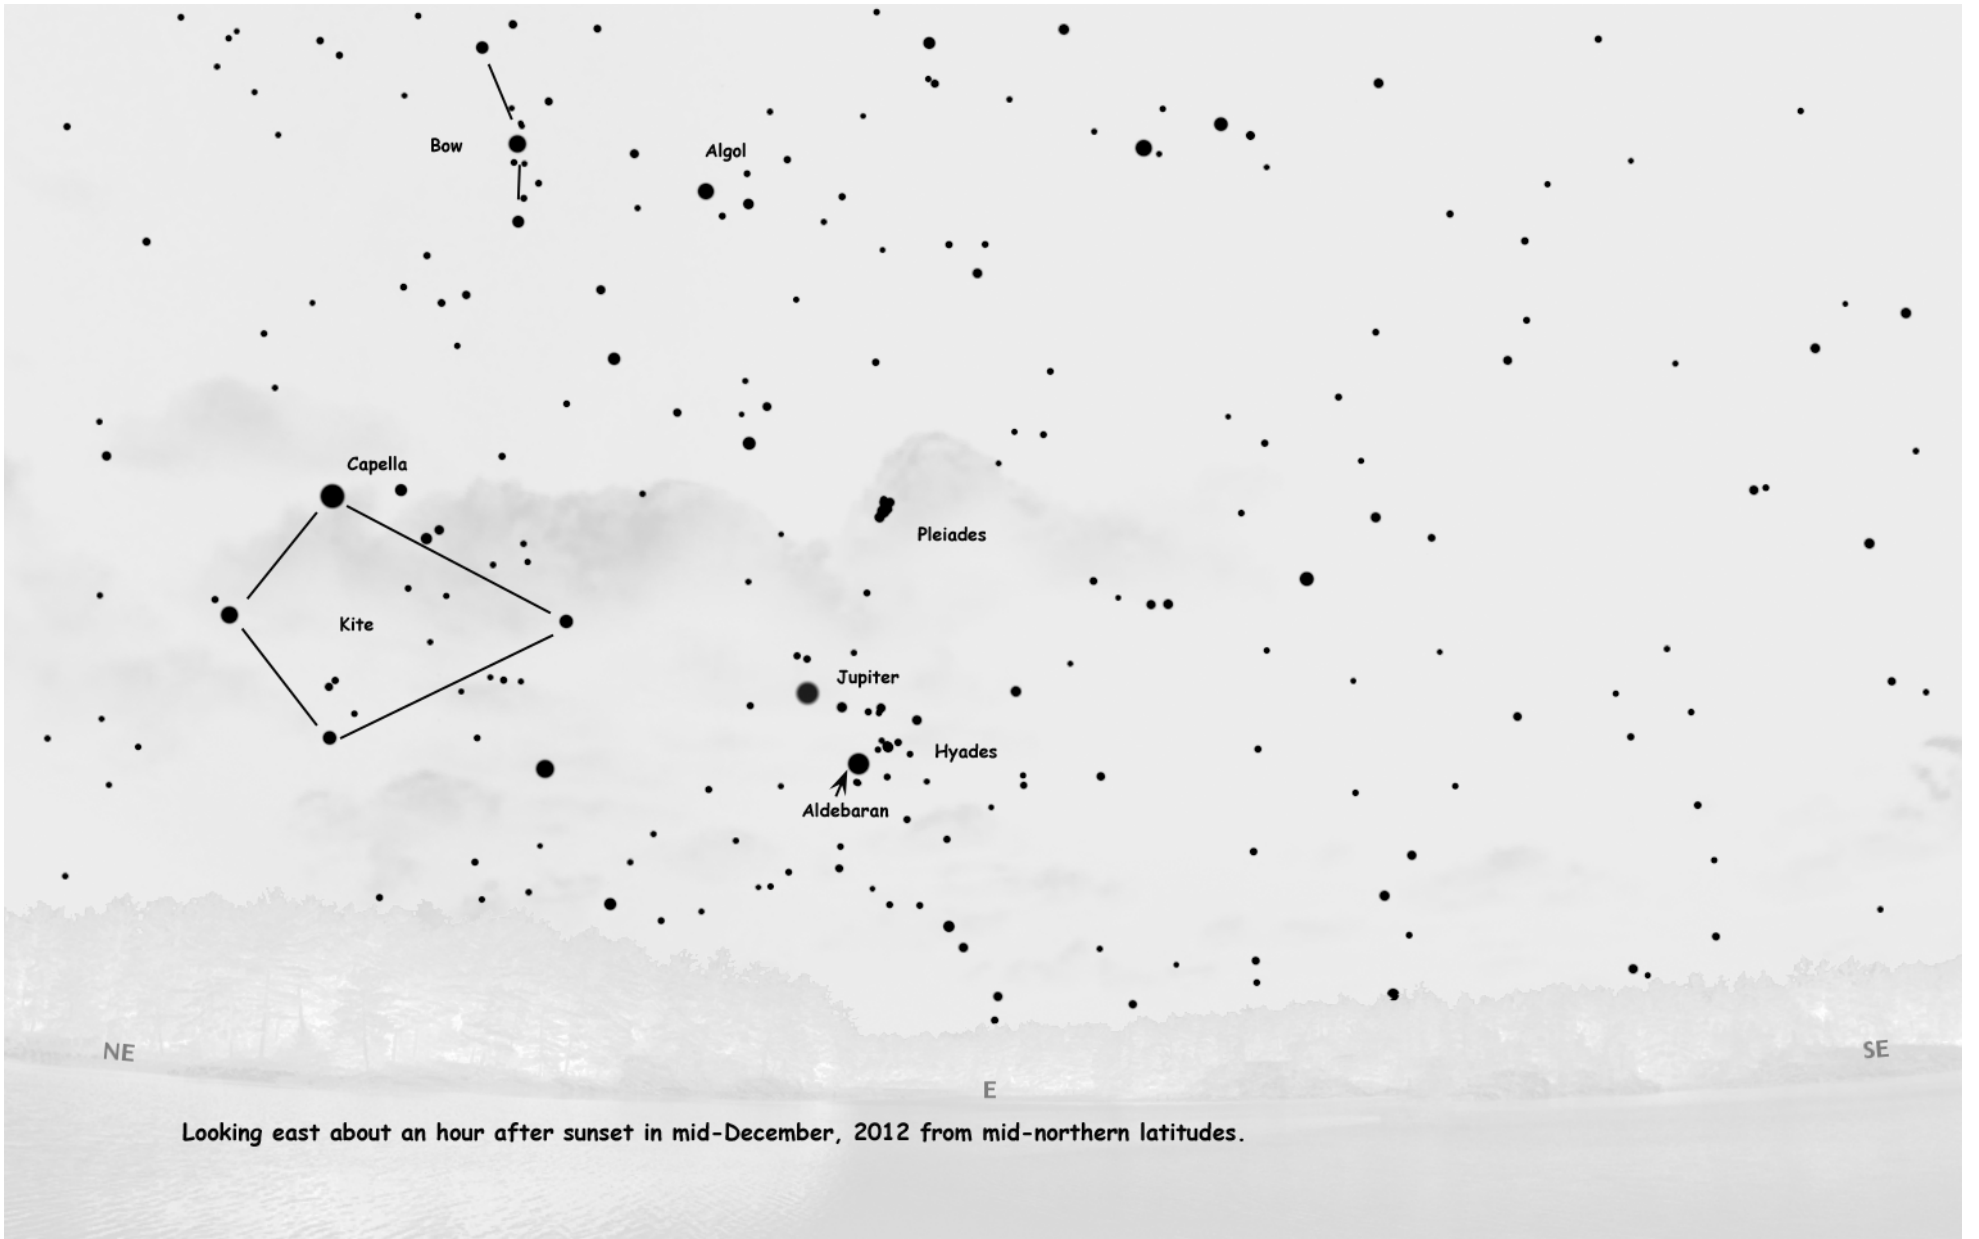 Bow
Algol
Capella
Pleiades
Kite
Jupiter
Hyades
Aldebaran
NE
SE
E
Looking east about an hour after sunset in mid-December, 2012 from mid-northern latitudes.